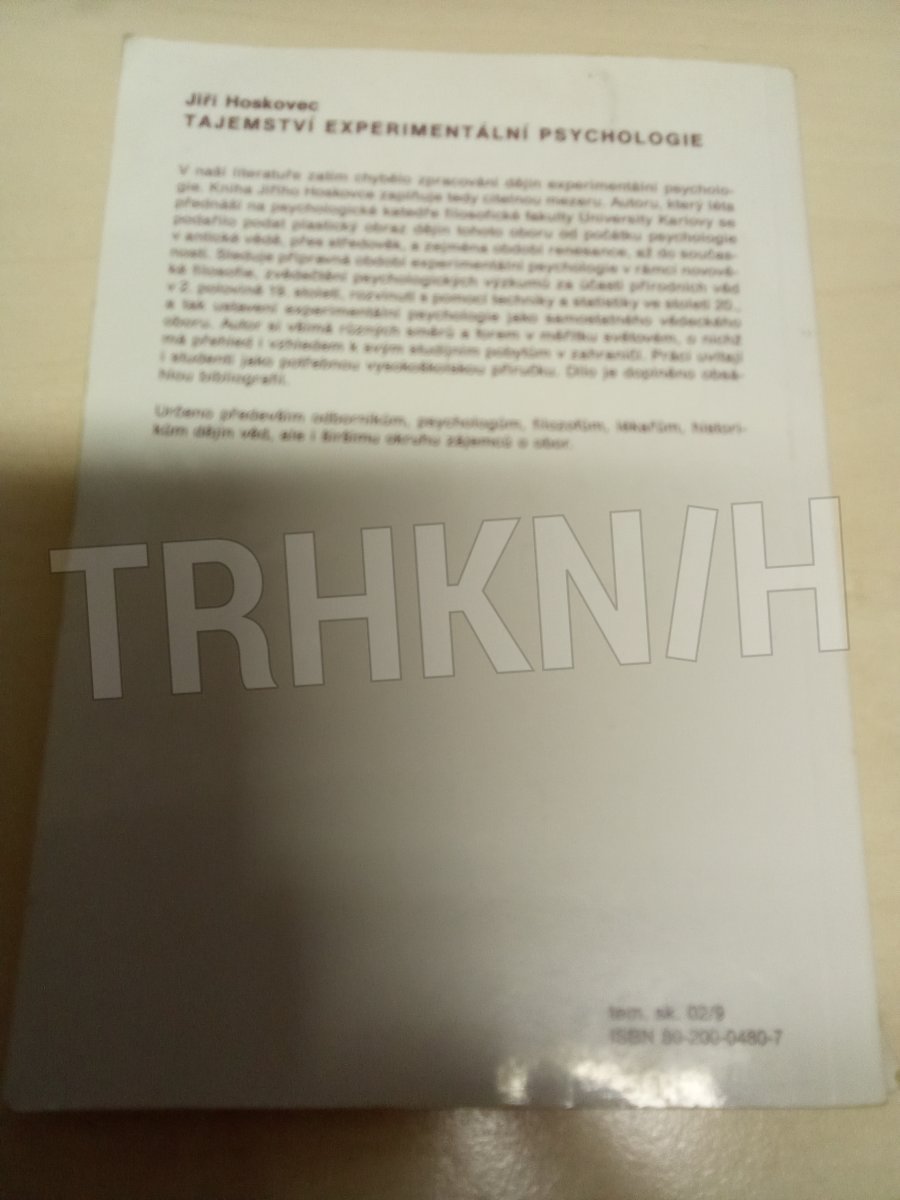 Jiří Hoskovec
TAJEMSTVÍ EXPERIMENTÁLNÍ PSYCHOLOGIE
V naší literatuře zatím chybělo zpracování dějin experimentální psycholo-
gie. Kniha Jiřího Hoskovce zaplňuje tedy citelnou mezeru. Autoru, který léta
přednáší na psychologické katedře filosofické fakulty University Karlovy se
podařilo podat plastický obraz dějin tohoto oboru od počátku psychologie
v antické vědě, přes středověk, a zejména období renesance, až do součas-
nosti. Sleduje přípravné období experimentální psychologie v rámci novově-
ké filosofie, zvědečtění psychologických výzkumů za účasti přírodních věd
v 2. polovině 19. století, rozvinutí s pomocí techniky a statistiky ve století 20.,
a tak ustavení experimentální psychologie jako samostatného vědeckého
oboru. Autor si všímá různých směrů a forem v měřítku světovém, o nichž
má přehled i vzhledem k svým studijním pobytům v zahraničí. Práci uvítají
i studenti jako potřebnou vysokoškolskou příručku. Dílo je doplněno obsá-
hlou bibliografií.
Určeno především odborníkům, psychologům, filozofům, lékařům, histori-
kům dějin věd, ale i širšímu okruhu zájemců o obor.
TRHKNIH
tem. sk. 02/9
ISBN 80-200-0480-7